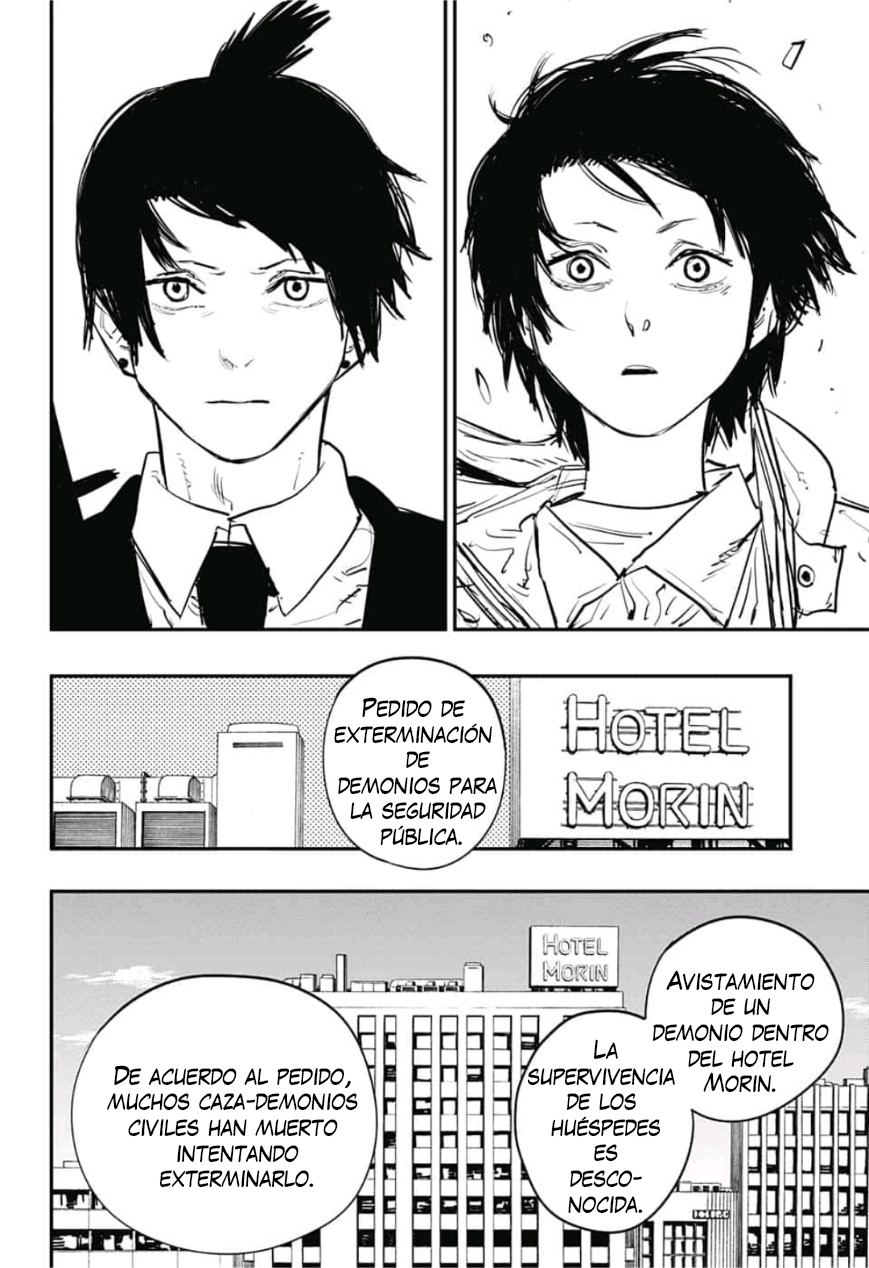 PEDIDO DE
EXTERMINACIÓN
DE
DEMONIOS PARA
LA SEGURIDAD
PÚBLICA.
HOTEL
MORIN
HOTEL
MORIN
AVISTAMIENTO
DE UN
DEMONIO DENTRO
DEL HOTEL
MORIN.
LA
SUPERVIVENCIA
DE LOS
HUÉSPEDES
ES
DESCO-
NOCIDA.
DE ACUERDO AL PEDIDO,
MUCHOS CAZA-DEMONIOS
CIVILES HAN MUERTO
INTENTANDO
EXTERMINARLO.